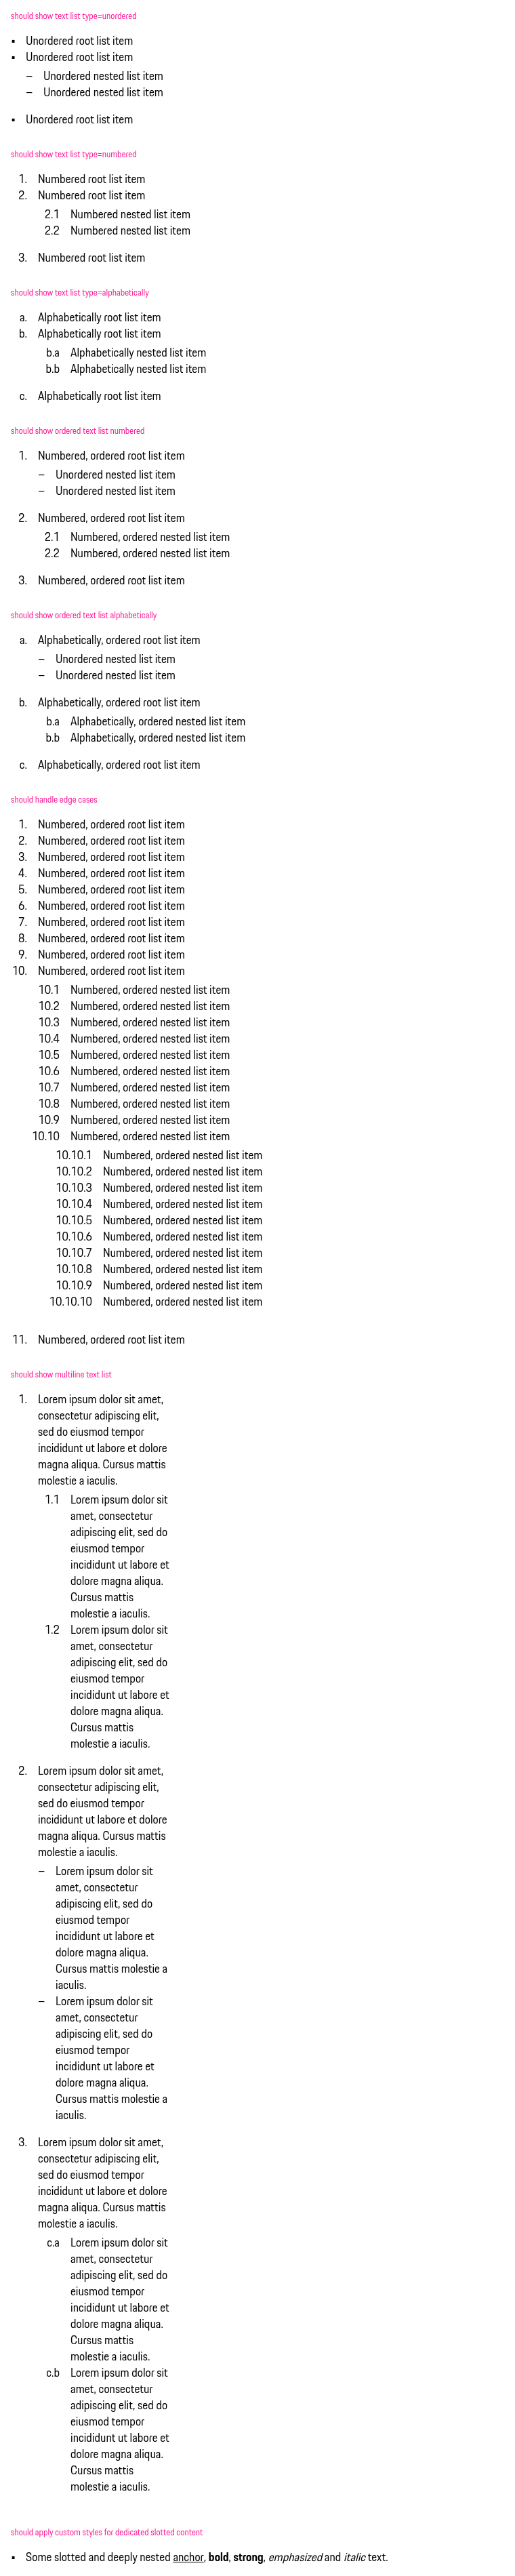 should show text list type=unordered
▪ Unordered root list item
▪ Unordered root list item
– Unordered nested list item
– Unordered nested list item
▪ Unordered root list item
should show text list type=numbered
1. Numbered root list item
2. Numbered root list item
2.1 Numbered nested list item
2.2 Numbered nested list item
3. Numbered root list item
should show text list type=alphabetically
a. Alphabetically root list item
b. Alphabetically root list item
b.a Alphabetically nested list item
b.b Alphabetically nested list item
c. Alphabetically root list item
should show ordered text list numbered
1. Numbered, ordered root list item
– Unordered nested list item
– Unordered nested list item
2. Numbered, ordered root list item
2.1 Numbered, ordered nested list item
2.2 Numbered, ordered nested list item
3. Numbered, ordered root list item
should show ordered text list alphabetically
a. Alphabetically, ordered root list item
– Unordered nested list item
– Unordered nested list item
b. Alphabetically, ordered root list item
b.a Alphabetically, ordered nested list item
b.b Alphabetically, ordered nested list item
c. Alphabetically, ordered root list item
should handle edge cases
1. Numbered, ordered root list item
2. Numbered, ordered root list item
3. Numbered, ordered root list item
4. Numbered, ordered root list item
5. Numbered, ordered root list item
6. Numbered, ordered root list item
7. Numbered, ordered root list item
8. Numbered, ordered root list item
9. Numbered, ordered root list item
10. Numbered, ordered root list item
10.1 Numbered, ordered nested list item
10.2 Numbered, ordered nested list item
10.3 Numbered, ordered nested list item
10.4 Numbered, ordered nested list item
10.5 Numbered, ordered nested list item
10.6 Numbered, ordered nested list item
10.7 Numbered, ordered nested list item
10.8 Numbered, ordered nested list item
10.9 Numbered, ordered nested list item
10.10 Numbered, ordered nested list item
10.10.1 Numbered, ordered nested list item
10.10.2 Numbered, ordered nested list item
10.10.3 Numbered, ordered nested list item
10.10.4 Numbered, ordered nested list item
10.10.5 Numbered, ordered nested list item
10.10.6 Numbered, ordered nested list item
10.10.7 Numbered, ordered nested list item
10.10.8 Numbered, ordered nested list item
10.10.9 Numbered, ordered nested list item
10.10.10 Numbered, ordered nested list item
11. Numbered, ordered root list item
should show multiline text list
1. Lorem ipsum dolor sit amet,
consectetur adipiscing elit,
sed do eiusmod tempor
incididunt ut labore et dolore
magna aliqua. Cursus mattis
molestie a iaculis.
1.1 Lorem ipsum dolor sit
amet, consectetur
adipiscing elit, sed do
eiusmod tempor
incididunt ut labore et
dolore magna aliqua.
Cursus mattis
molestie a iaculis.
1.2 Lorem ipsum dolor sit
amet, consectetur
adipiscing elit, sed do
eiusmod tempor
incididunt ut labore et
dolore magna aliqua.
Cursus mattis
molestie a iaculis.
2. Lorem ipsum dolor sit amet,
consectetur adipiscing elit,
sed do eiusmod tempor
incididunt ut labore et dolore
magna aliqua. Cursus mattis
molestie a iaculis.
– Lorem ipsum dolor sit
amet, consectetur
adipiscing elit, sed do
eiusmod tempor
incididunt ut labore et
dolore magna aliqua.
Cursus mattis molestie a
iaculis.
– Lorem ipsum dolor sit
amet, consectetur
adipiscing elit, sed do
eiusmod tempor
incididunt ut labore et
dolore magna aliqua.
Cursus mattis molestie a
iaculis.
3. Lorem ipsum dolor sit amet,
consectetur adipiscing elit,
sed do eiusmod tempor
incididunt ut labore et dolore
magna aliqua. Cursus mattis
molestie a iaculis.
c.a Lorem ipsum dolor sit
amet, consectetur
adipiscing elit, sed do
eiusmod tempor
incididunt ut labore et
dolore magna aliqua.
Cursus mattis
molestie a iaculis.
c.b Lorem ipsum dolor sit
amet, consectetur
adipiscing elit, sed do
eiusmod tempor
incididunt ut labore et
dolore magna aliqua.
Cursus mattis
molestie a iaculis.
should apply custom styles for dedicated slotted content
▪ Some slotted and deeply nested anchor, bold, strong, emphasized and italic text.